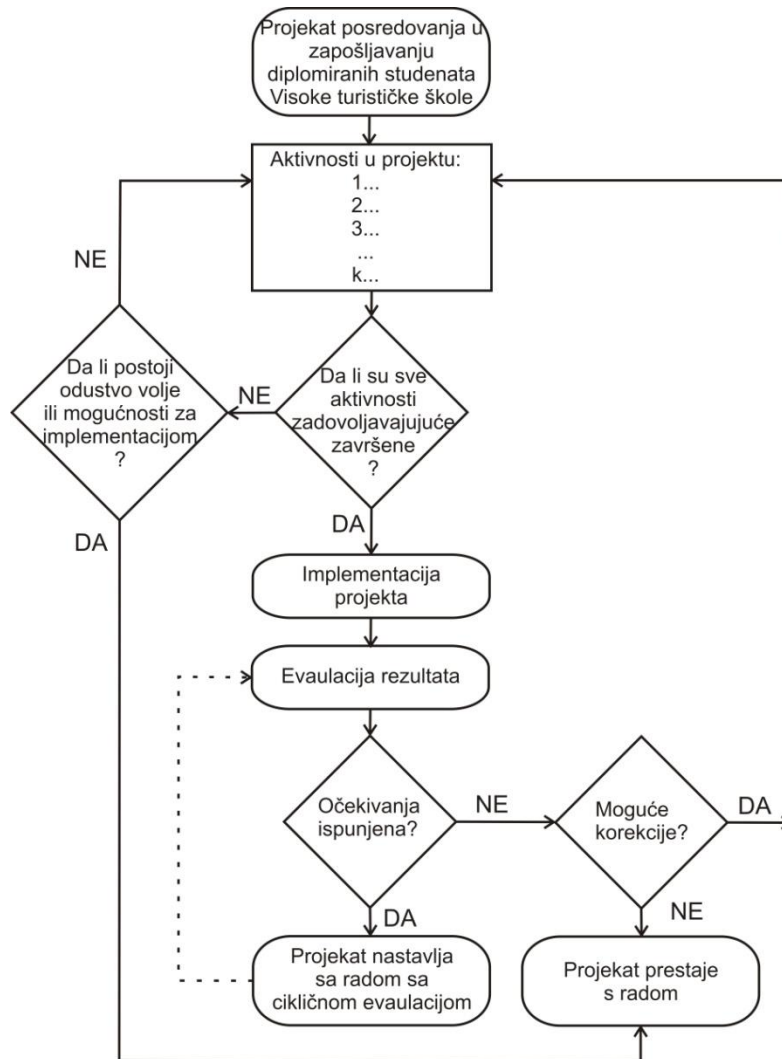 Projekat posredovanja u
zapošljavanju
diplomiranih studenata
Visoke turističke škole
Aktivnosti u projektu:
1...
2...
3...
...
k...
NE
Da li postoji
odustvo volje
ili mogućnosti za
implementacijom
?
NE
Da li su sve
aktivnosti
zadovoljavajujuće
završene
?
DA
DA
Implementacija
projekta
Evaulacija rezultata
Očekivanja
ispunjena?
NE
Moguće
korekcije?
DA
DA
NE
Projekat nastavlja
sa radom sa
cikličnom evaulacijom
Projekat prestaje
s radom